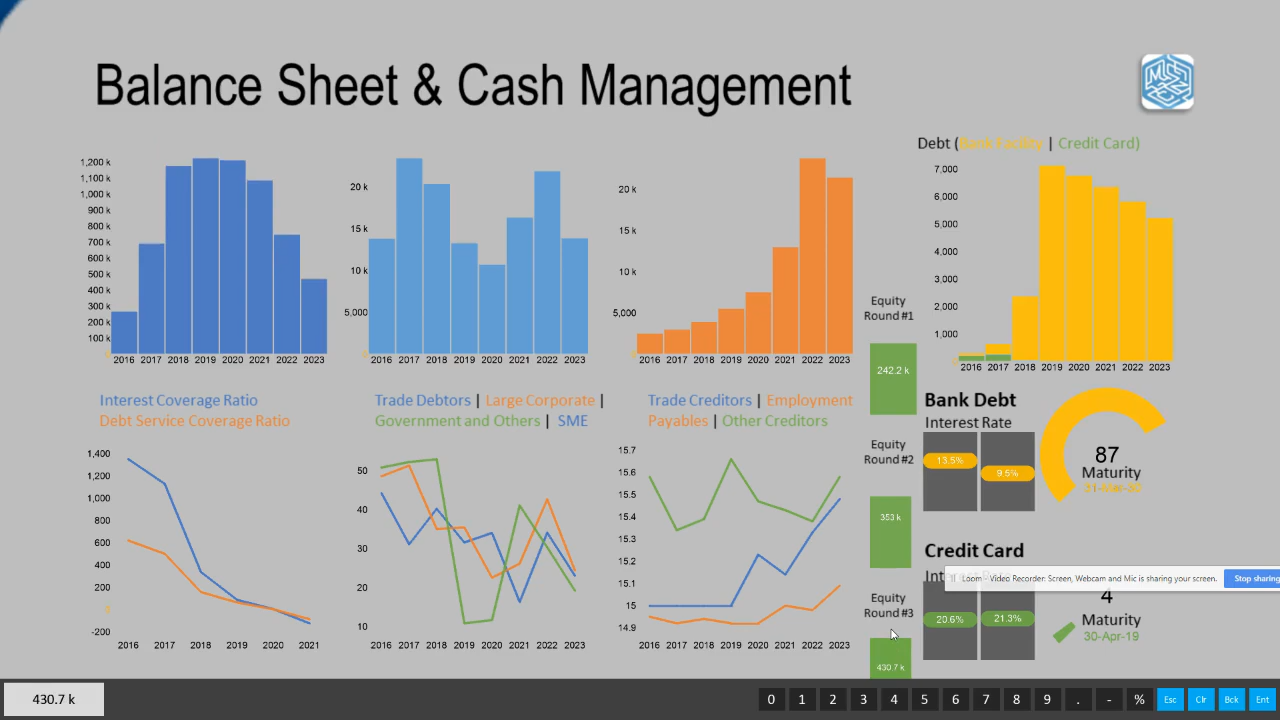 Balance Sheet & Cash Management
1,200 k
1,100 k
1,000 k
900 k
800 k
700 k
600 k
500 k
400 k
300 k
200 k
100 k
2016 2017 2018 2019 2020 2021 2022 2023
20 k
15 k
10 k
5,000
2016 2017 2018 2019 2020 2021 2022 2023
20 k
15 k
10 k
5,000
2016 2017 2018 2019 2020 2021 2022 2023
Equity
Round #1
242.2 k
Equity
Round #2
353 k
Equity
Round #3
430.7 k
Debt (Bank Facility | Credit Card)
7,000
6,000
5,000
4,000
3,000
2,000
1,000
2016 2017 2018 2019 2020 2021 2022 2023
Interest Coverage Ratio
Debt Service Coverage Ratio
1,400
1,200
1,000
800
600
400
200
0
-200
2016 2017 2018 2019 2020 2021
Trade Debtors | Large Corporate |
Government and Others | SME
50
40
30
20
10
2016 2017 2018 2019 2020 2021 2022 2023
Trade Creditors | Employment
Payables | Other Creditors
15.7
15.6
15.5
15.4
15.3
15.2
15.1
15
14.9
2016 2017 2018 2019 2020 2021 2022 2023
Bank Debt
Interest Rate
13.5%
9.5%
87
Maturity
31-Mar-30
Credit Card
Loom – Video Recorder: Screen, Webcam and Mic is sharing your screen.
Stop sharing
20.6%
21.3%
4
Maturity
30-Apr-19
430.7 k
0 1 2 3 4 5 6 7 8 9 . - % Esc Clr Bck Ent